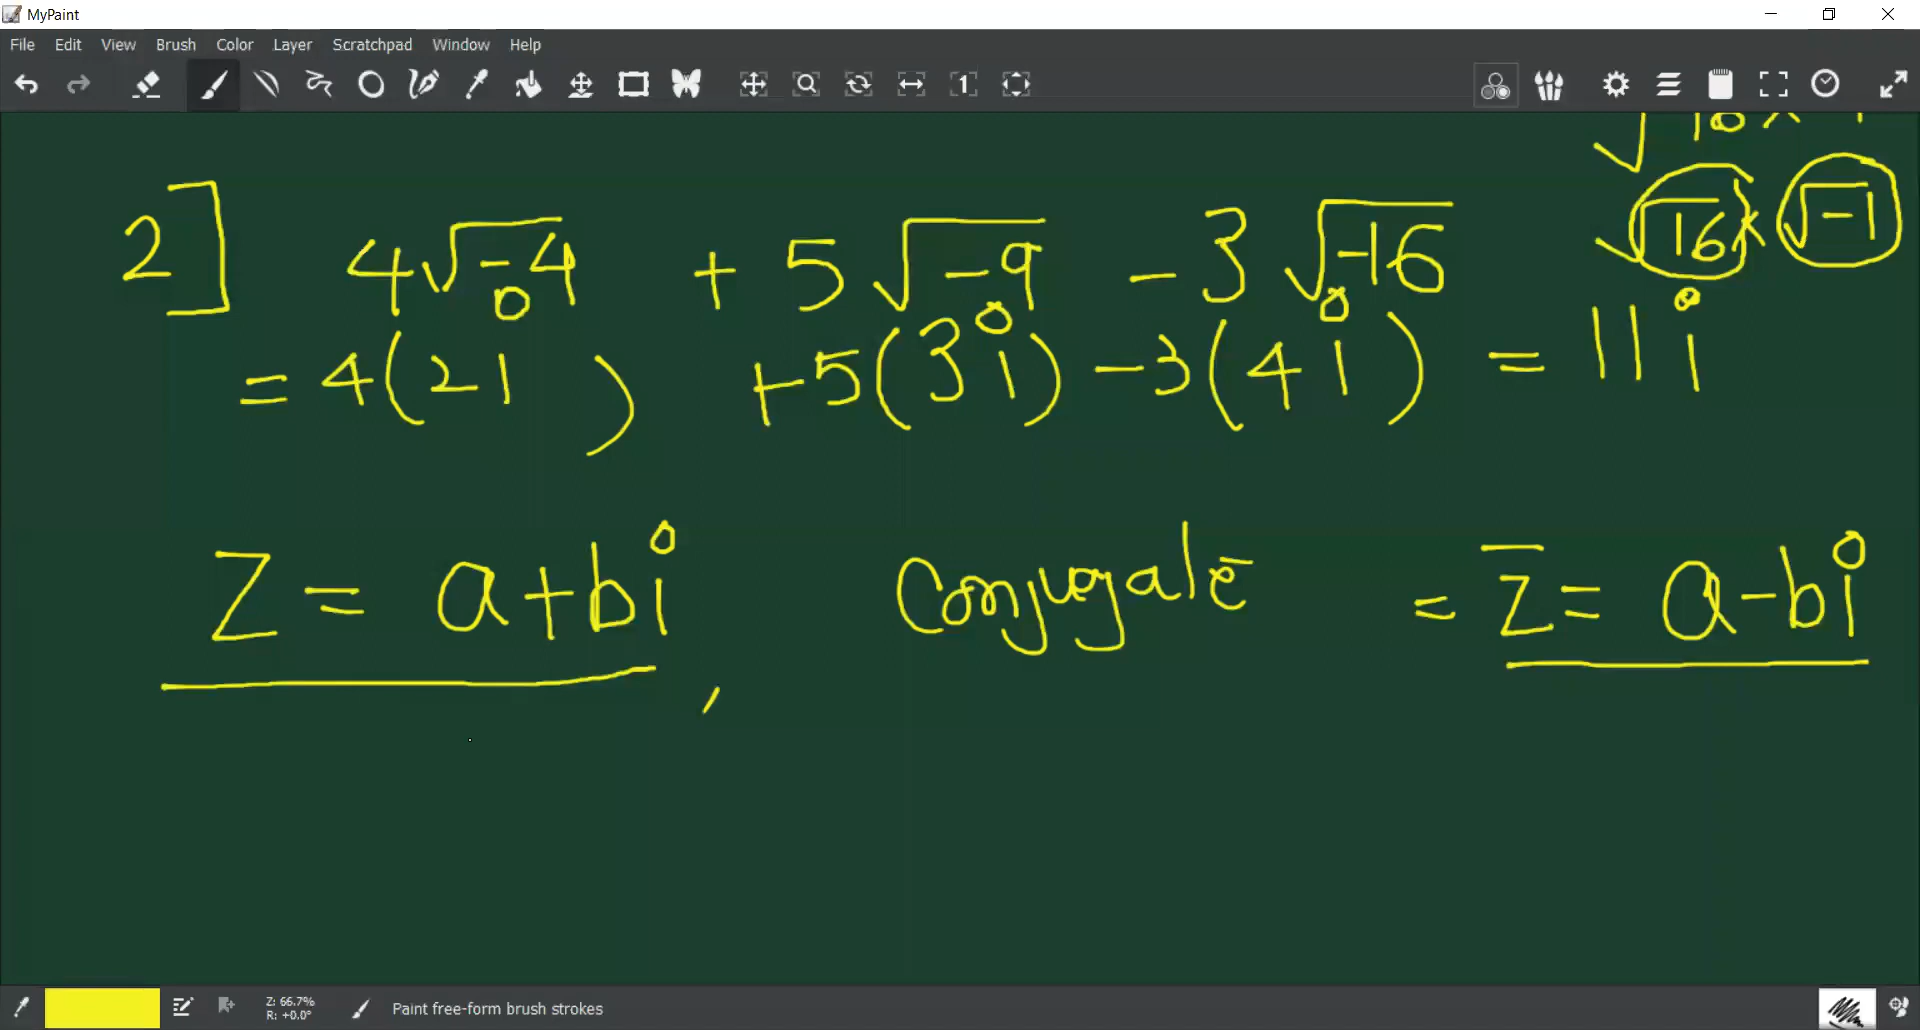 MyPaint
File Edit View Brush Color Layer Scratchpad Window Help
√16 × √-1
2] 4√-4 + 5√-9 - 3√-16
= 4(2i) +5(3i) -3(4i) = 11i
Z = a+bi , Conjugate = z̅ = a-bi
Z: 66.7%
R: +0.0°
Paint free-form brush strokes